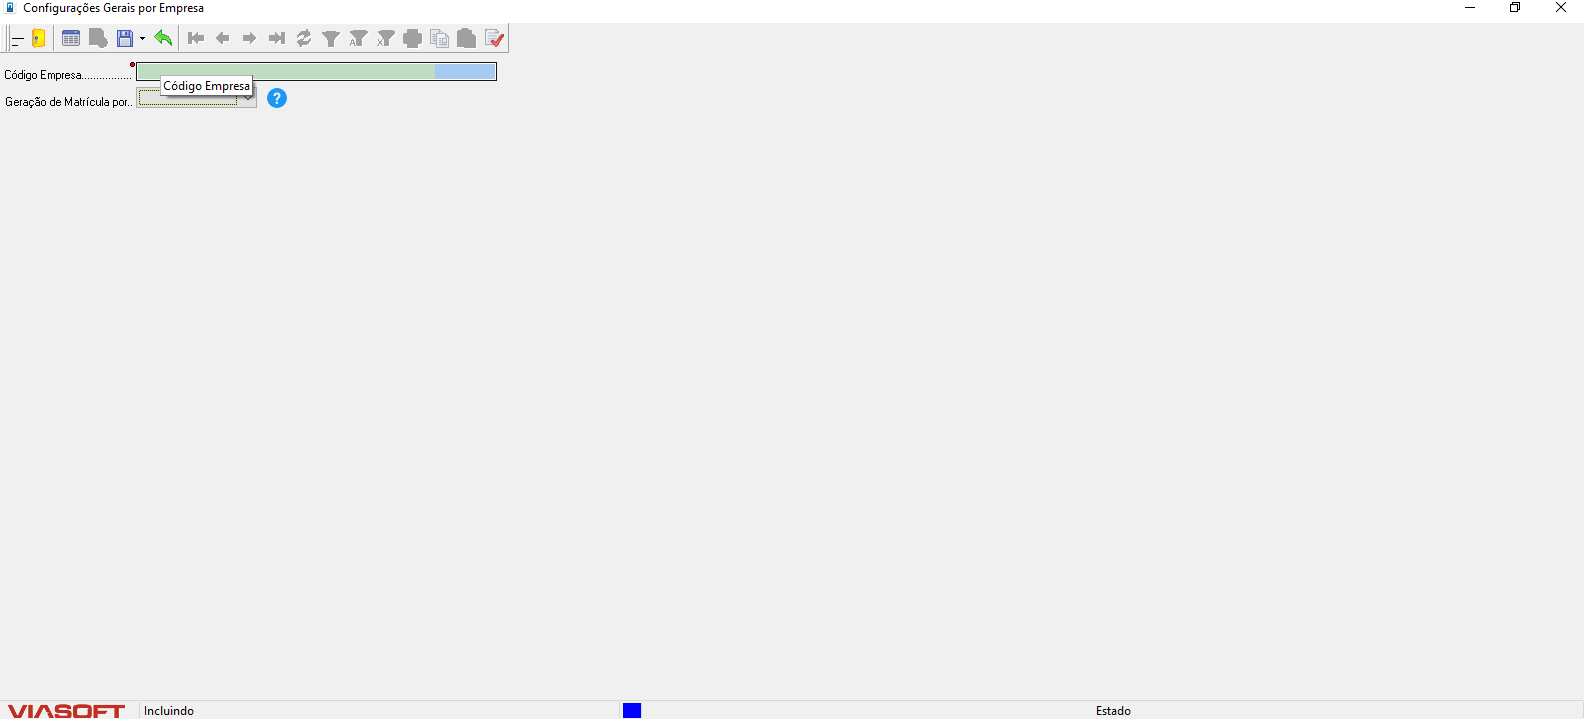 Configurações Gerais por Empresa
Código Empresa................
Código Empresa
Geração de Matrícula por..
?
VIASOFT Incluindo Estado